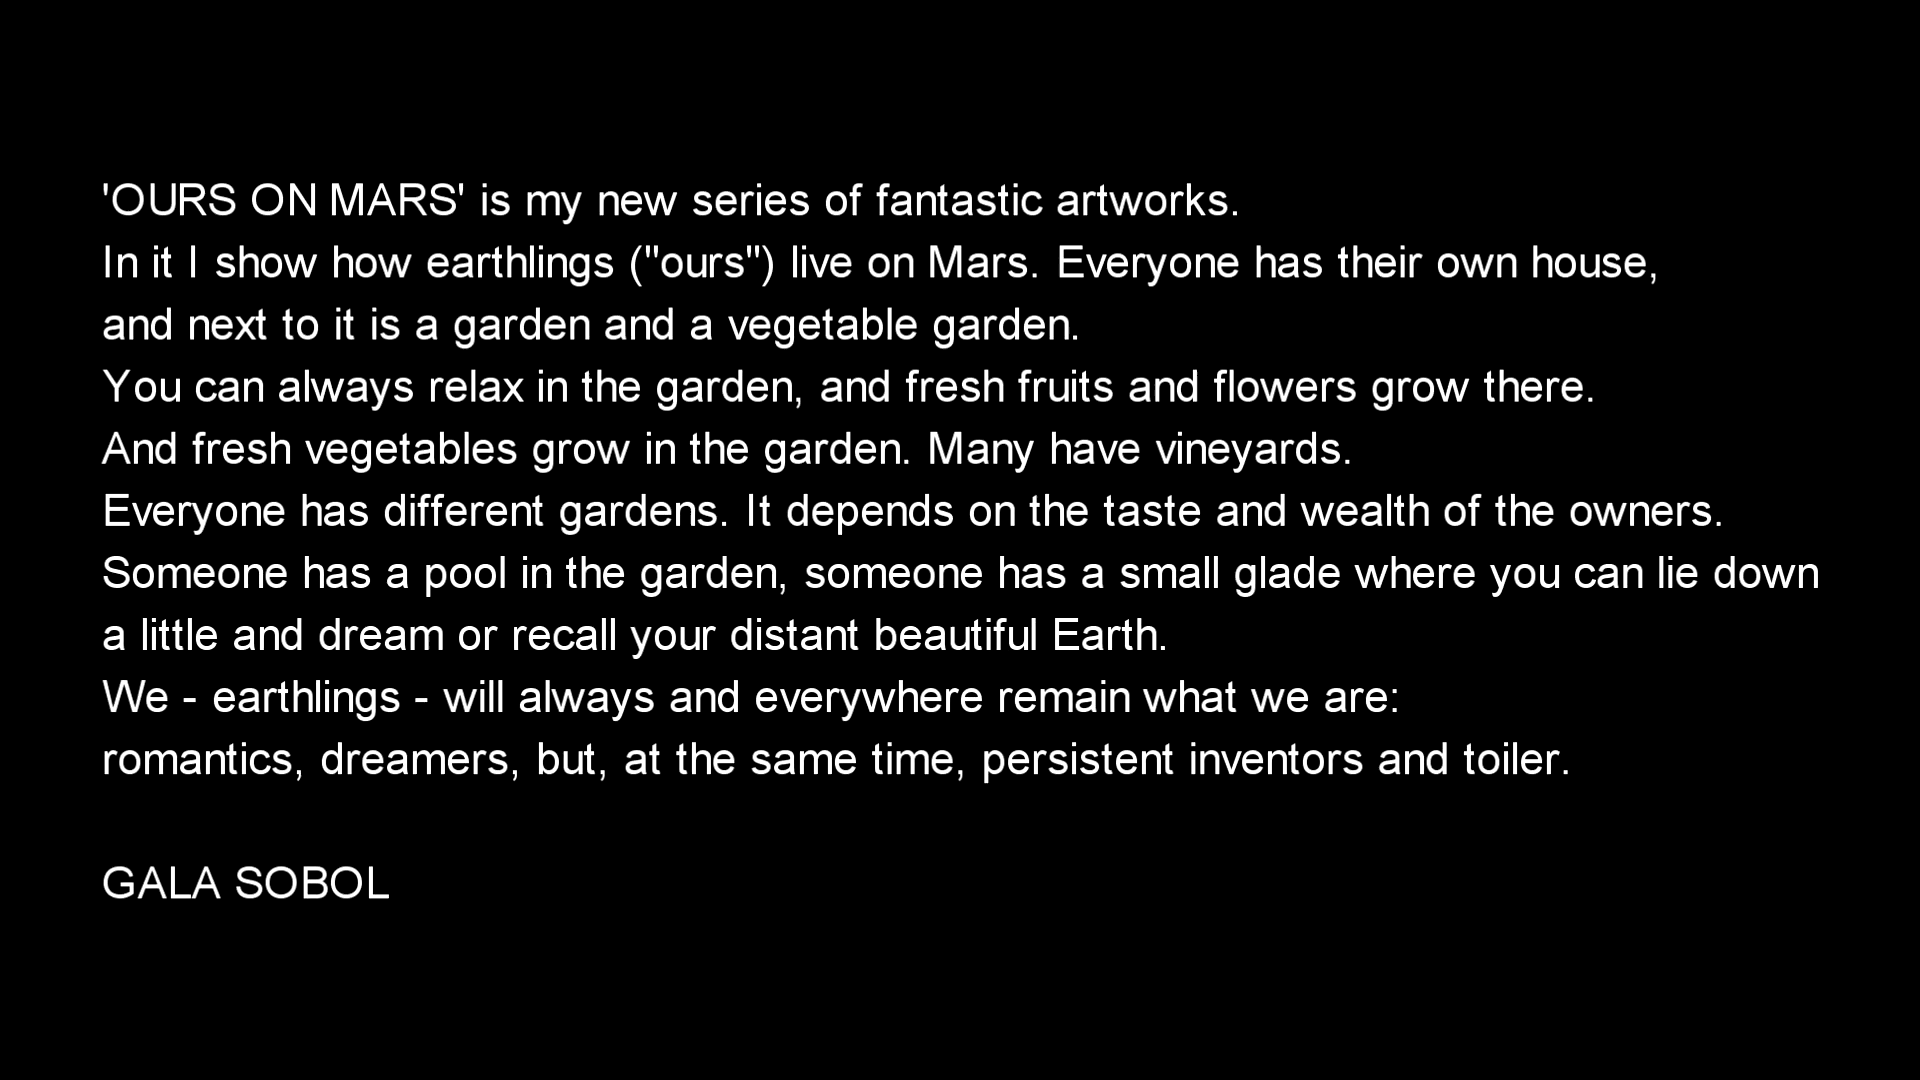 'OURS ON MARS' is my new series of fantastic artworks.
In it I show how earthlings ("ours") live on Mars. Everyone has their own house,
and next to it is a garden and a vegetable garden.
You can always relax in the garden, and fresh fruits and flowers grow there.
And fresh vegetables grow in the garden. Many have vineyards.
Everyone has different gardens. It depends on the taste and wealth of the owners.
Someone has a pool in the garden, someone has a small glade where you can lie down
a little and dream or recall your distant beautiful Earth.
We - earthlings - will always and everywhere remain what we are:
romantics, dreamers, but, at the same time, persistent inventors and toiler.
GALA SOBOL